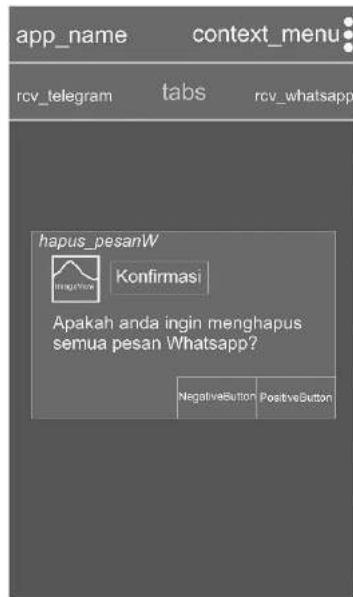 app_name context_menu
rcv_telegram tabs rcv_whatsapp
hapus_pesanW
ImageView Konfirmasi
Apakah anda ingin menghapus
semua pesan Whatsapp?
NegativeButton PositiveButton